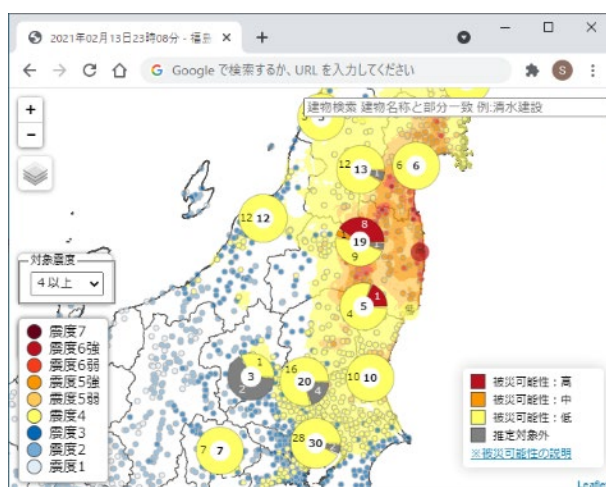 2021年02月13日23時08分 - 福島
Google で検索するか、URL を入力してください
S
+
−
建物検索 建物名称と部分一致 例:清水建設
12
13
6
6
12
12
8
19
1
9
1
5
4
対象震度
4以上
1
3
2
16
20
4
10
10
7
7
28
30
震度7
震度6強
震度6弱
震度5強
震度5弱
震度4
震度3
震度2
震度1
被災可能性：高
被災可能性：中
被災可能性：低
推定対象外
※被災可能性の説明